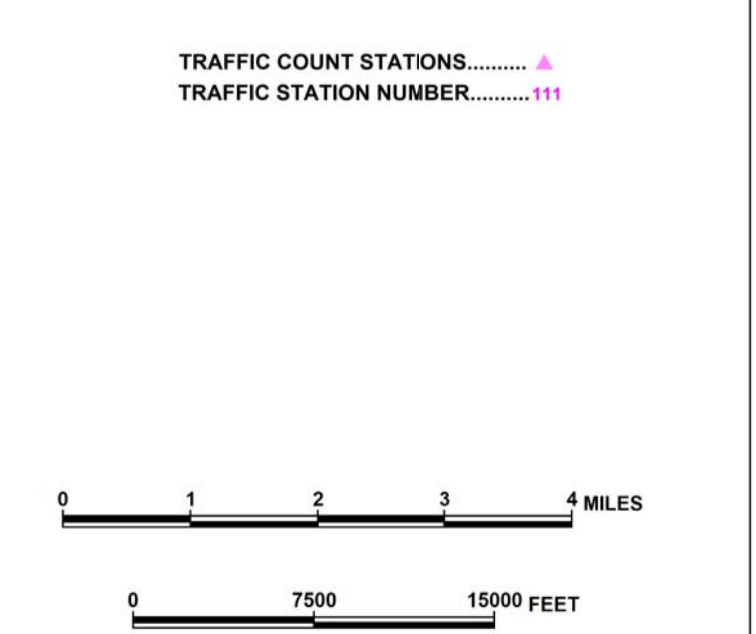 TRAFFIC COUNT STATIONS..........
TRAFFIC STATION NUMBER..........111
0 1 2 3 4 MILES
0 7500 15000 FEET